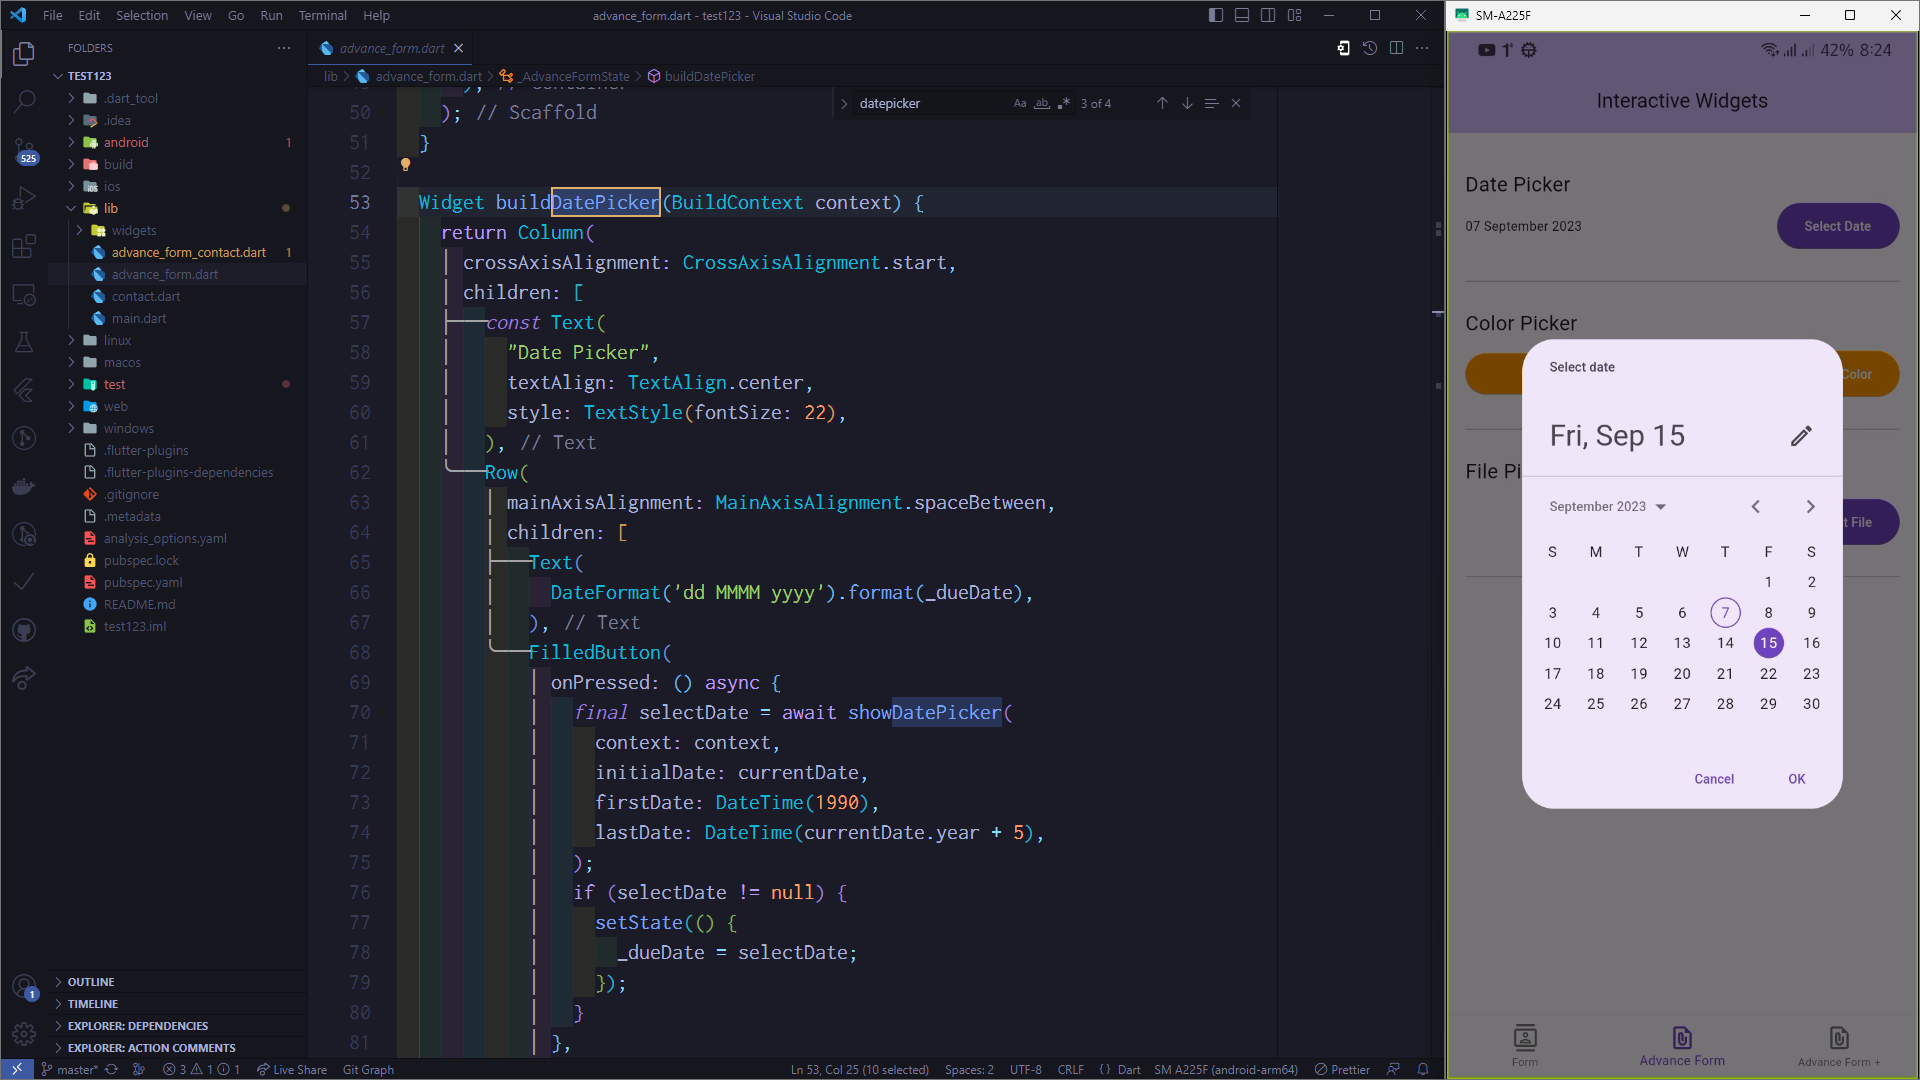 File Edit Selection View Go Run Terminal Help
advance_form.dart - test123 - Visual Studio Code
FOLDERS
TEST123
.dart_tool
.idea
android 1
build
ios
lib
widgets
advance_form_contact.dart 1
advance_form.dart
contact.dart
main.dart
linux
macos
test
web
windows
.flutter-plugins
.flutter-plugins-dependencies
.gitignore
.metadata
analysis_options.yaml
pubspec.lock
pubspec.yaml
README.md
test123.iml
OUTLINE
TIMELINE
EXPLORER: DEPENDENCIES
EXPLORER: ACTION COMMENTS
525
1
advance_form.dart
lib > advance_form.dart > _AdvanceFormState > buildDatePicker
datepicker Aa ab 3 of 4
50 ); // Scaffold
51 }
52
53 Widget buildDatePicker(BuildContext context) {
54 return Column(
55 crossAxisAlignment: CrossAxisAlignment.start,
56 children: [
57 const Text(
58 "Date Picker",
59 textAlign: TextAlign.center,
60 style: TextStyle(fontSize: 22),
61 ), // Text
62 Row(
63 mainAxisAlignment: MainAxisAlignment.spaceBetween,
64 children: [
65 Text(
66 DateFormat('dd MMMM yyyy').format(_dueDate),
67 ), // Text
68 FilledButton(
69 onPressed: () async {
70 final selectDate = await showDatePicker(
71 context: context,
72 initialDate: currentDate,
73 firstDate: DateTime(1990),
74 lastDate: DateTime(currentDate.year + 5),
75 );
76 if (selectDate != null) {
77 setState(() {
78 _dueDate = selectDate;
79 });
80 }
81 },
master* 3 1 1 Live Share Git Graph
Ln 53, Col 25 (10 selected) Spaces: 2 UTF-8 CRLF {} Dart SM A225F (android-arm64) Prettier
SM-A225F
42% 8:24
Interactive Widgets
Date Picker
07 September 2023
Select Date
Color Picker
Color
File Pi
t File
Select date
Fri, Sep 15
September 2023
S M T W T F S
1 2
3 4 5 6 7 8 9
10 11 12 13 14 15 16
17 18 19 20 21 22 23
24 25 26 27 28 29 30
Cancel OK
Form Advance Form Advance Form +